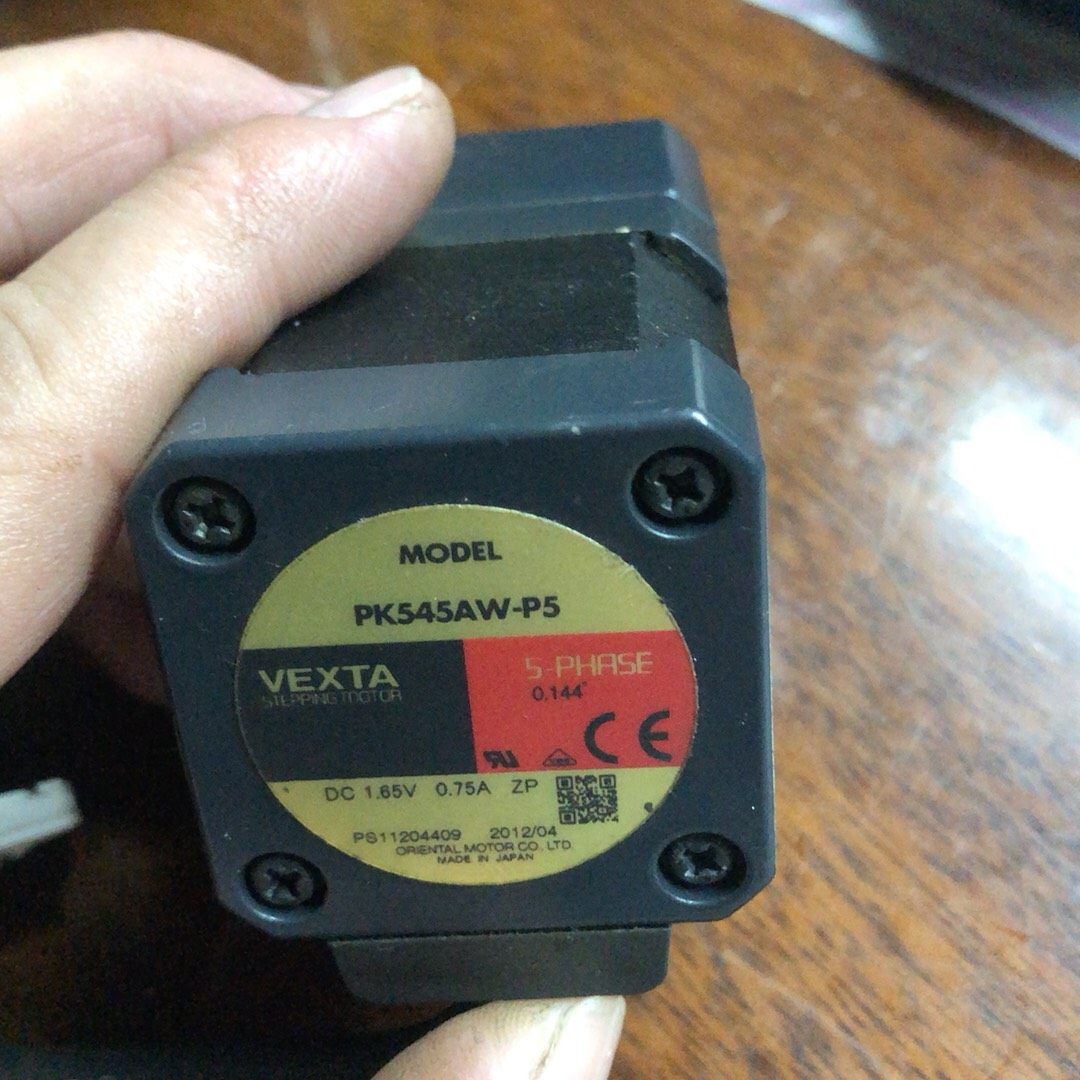 MODEL
PK545AW-P5
VEXTA
STEPPING MOTOR
5-PHASE
0.144°
CE
DC 1.65V 0.75A ZP
PS11204409 2012/04
ORIENTAL MOTOR CO., LTD.
MADE IN JAPAN